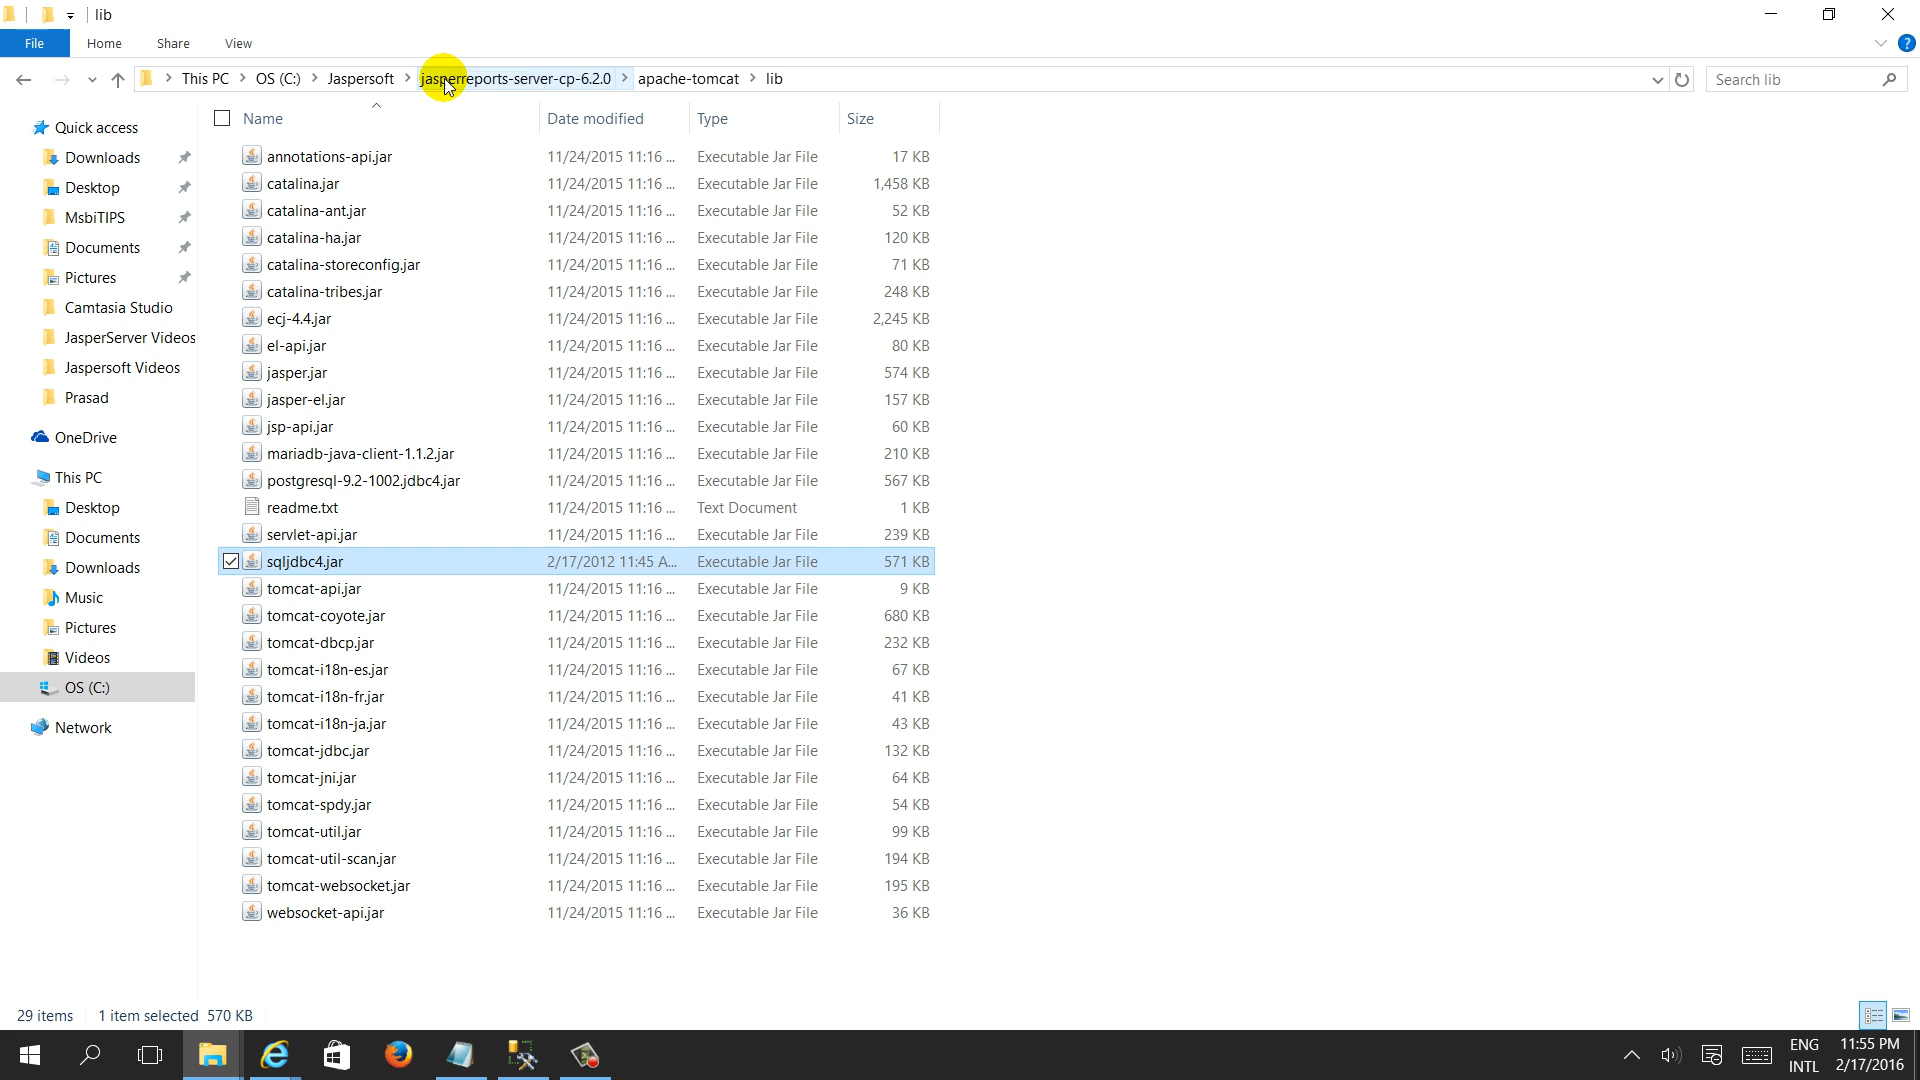 lib
File Home Share View
This PC OS (C:) Jaspersoft jasperreports-server-cp-6.2.0 apache-tomcat lib Search lib
Name Date modified Type Size
Quick access
Downloads
Desktop
MsbiTIPS
Documents
Pictures
Camtasia Studio
JasperServer Videos
Jaspersoft Videos
Prasad
OneDrive
This PC
Desktop
Documents
Downloads
Music
Pictures
Videos
OS (C:)
Network
annotations-api.jar 11/24/2015 11:16 ... Executable Jar File 17 KB
catalina.jar 11/24/2015 11:16 ... Executable Jar File 1,458 KB
catalina-ant.jar 11/24/2015 11:16 ... Executable Jar File 52 KB
catalina-ha.jar 11/24/2015 11:16 ... Executable Jar File 120 KB
catalina-storeconfig.jar 11/24/2015 11:16 ... Executable Jar File 71 KB
catalina-tribes.jar 11/24/2015 11:16 ... Executable Jar File 248 KB
ecj-4.4.jar 11/24/2015 11:16 ... Executable Jar File 2,245 KB
el-api.jar 11/24/2015 11:16 ... Executable Jar File 80 KB
jasper.jar 11/24/2015 11:16 ... Executable Jar File 574 KB
jasper-el.jar 11/24/2015 11:16 ... Executable Jar File 157 KB
jsp-api.jar 11/24/2015 11:16 ... Executable Jar File 60 KB
mariadb-java-client-1.1.2.jar 11/24/2015 11:16 ... Executable Jar File 210 KB
postgresql-9.2-1002.jdbc4.jar 11/24/2015 11:16 ... Executable Jar File 567 KB
readme.txt 11/24/2015 11:16 ... Text Document 1 KB
servlet-api.jar 11/24/2015 11:16 ... Executable Jar File 239 KB
sqljdbc4.jar 2/17/2012 11:45 A... Executable Jar File 571 KB
tomcat-api.jar 11/24/2015 11:16 ... Executable Jar File 9 KB
tomcat-coyote.jar 11/24/2015 11:16 ... Executable Jar File 680 KB
tomcat-dbcp.jar 11/24/2015 11:16 ... Executable Jar File 232 KB
tomcat-i18n-es.jar 11/24/2015 11:16 ... Executable Jar File 67 KB
tomcat-i18n-fr.jar 11/24/2015 11:16 ... Executable Jar File 41 KB
tomcat-i18n-ja.jar 11/24/2015 11:16 ... Executable Jar File 43 KB
tomcat-jdbc.jar 11/24/2015 11:16 ... Executable Jar File 132 KB
tomcat-jni.jar 11/24/2015 11:16 ... Executable Jar File 64 KB
tomcat-spdy.jar 11/24/2015 11:16 ... Executable Jar File 54 KB
tomcat-util.jar 11/24/2015 11:16 ... Executable Jar File 99 KB
tomcat-util-scan.jar 11/24/2015 11:16 ... Executable Jar File 194 KB
tomcat-websocket.jar 11/24/2015 11:16 ... Executable Jar File 195 KB
websocket-api.jar 11/24/2015 11:16 ... Executable Jar File 36 KB
29 items 1 item selected 570 KB
ENG 11:55 PM
INTL 2/17/2016